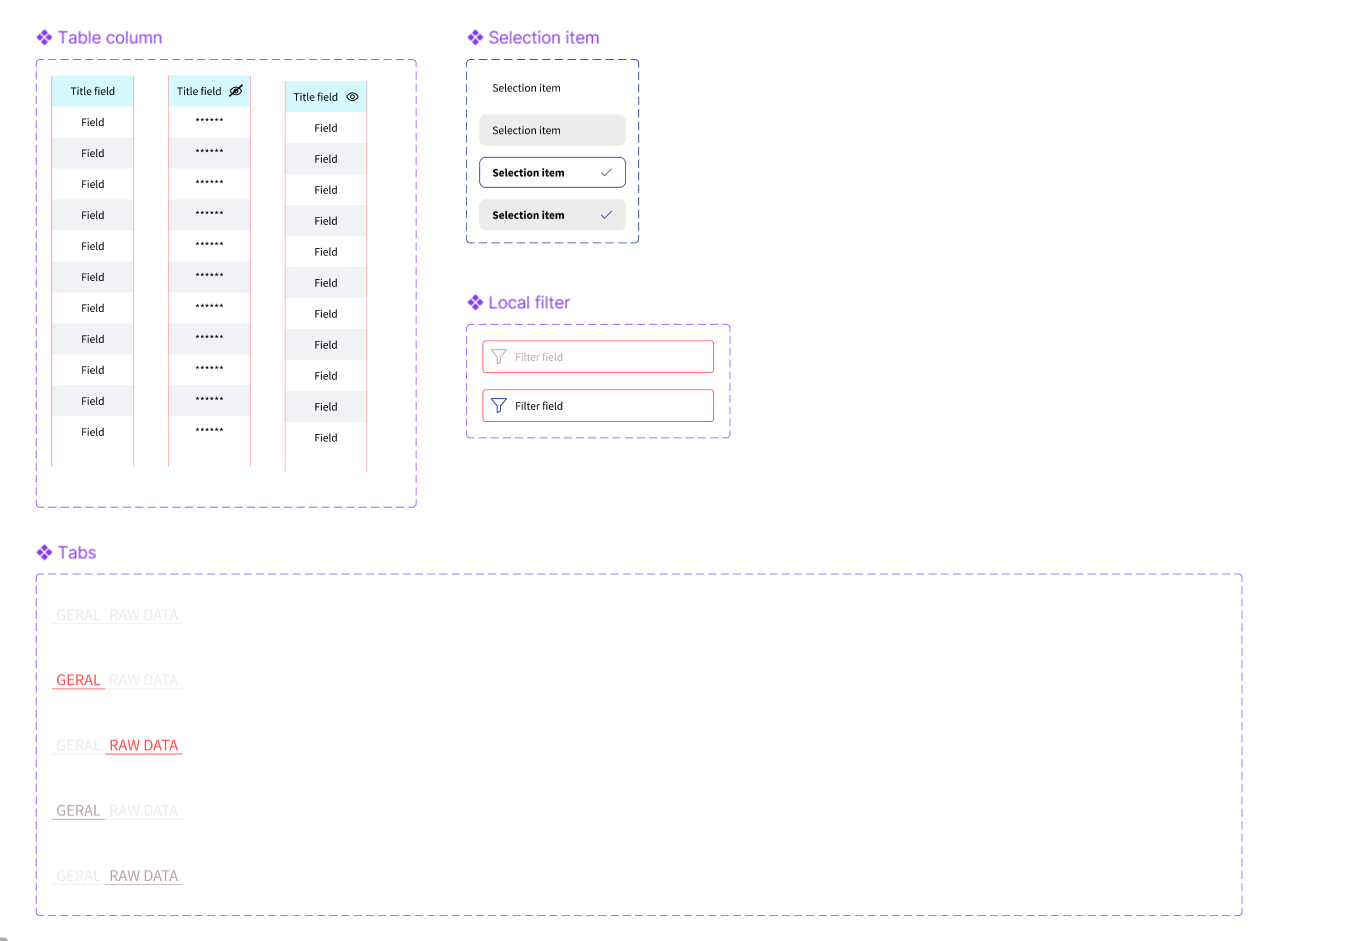 Table column
Title field
Field
Field
Field
Field
Field
Field
Field
Field
Field
Field
Field
Title field
******
******
******
******
******
******
******
******
******
******
******
Title field
Field
Field
Field
Field
Field
Field
Field
Field
Field
Field
Field
Selection item
Selection item
Selection item
Selection item
Selection item
Local filter
Filter field
Filter field
Tabs
GERAL RAW DATA
GERAL RAW DATA
GERAL RAW DATA
GERAL RAW DATA
GERAL RAW DATA